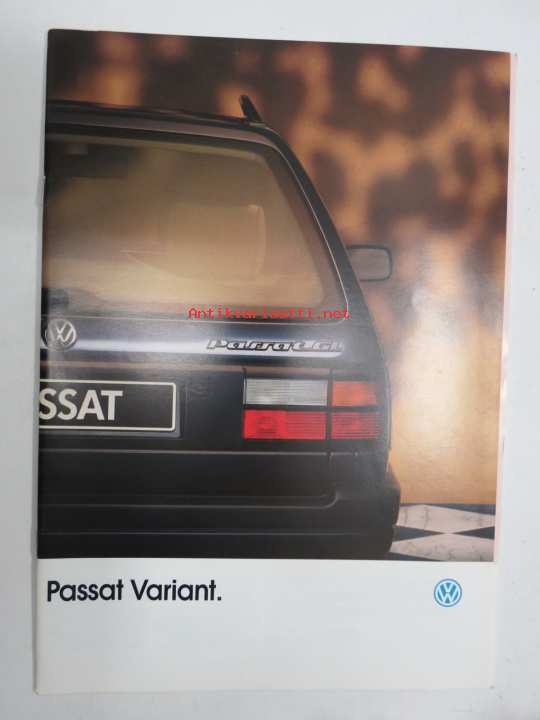 Antikvariaatti.net
Passat GL
SSAT
Passat Variant.